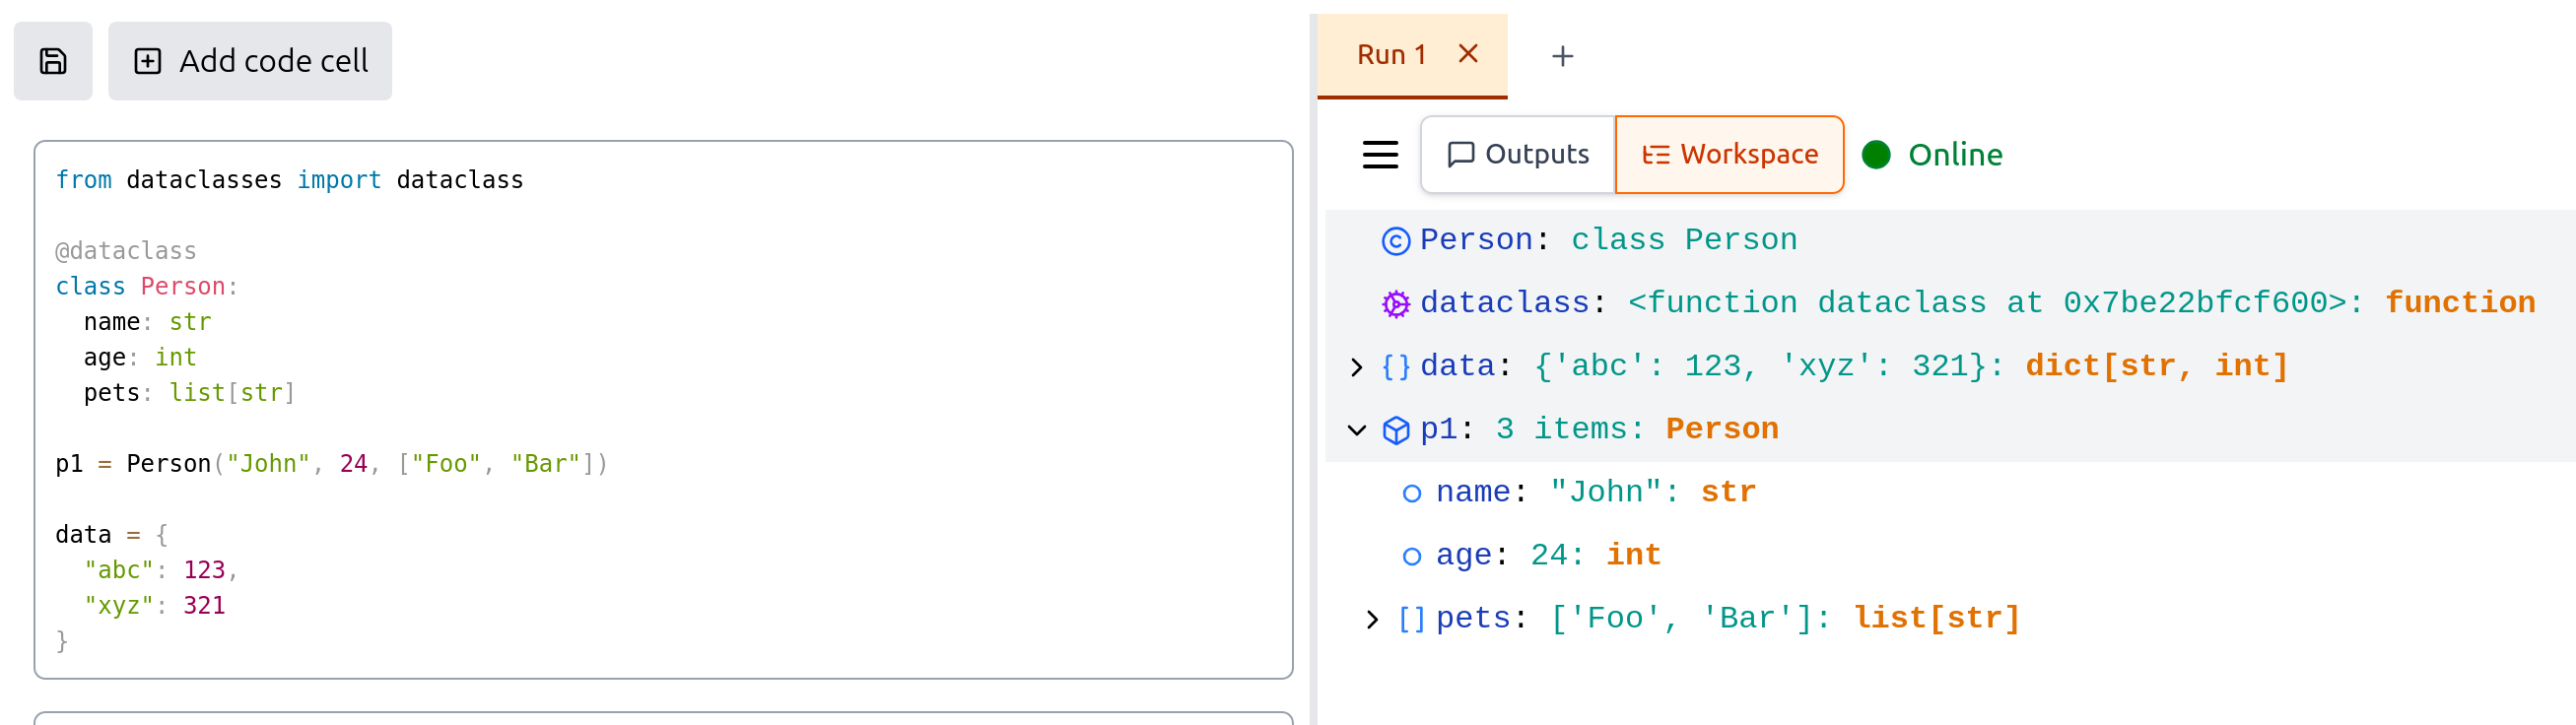 Add code cell
from dataclasses import dataclass
@dataclass
class Person:
  name: str
  age: int
  pets: list[str]
p1 = Person("John", 24, ["Foo", "Bar"])
data = {
  "abc": 123,
  "xyz": 321
}
Run 1
Outputs
Workspace
Online
Person: class Person
dataclass: <function dataclass at 0x7be22bfcf600>: function
{} data: {'abc': 123, 'xyz': 321}: dict[str, int]
p1: 3 items: Person
name: "John": str
age: 24: int
[] pets: ['Foo', 'Bar']: list[str]